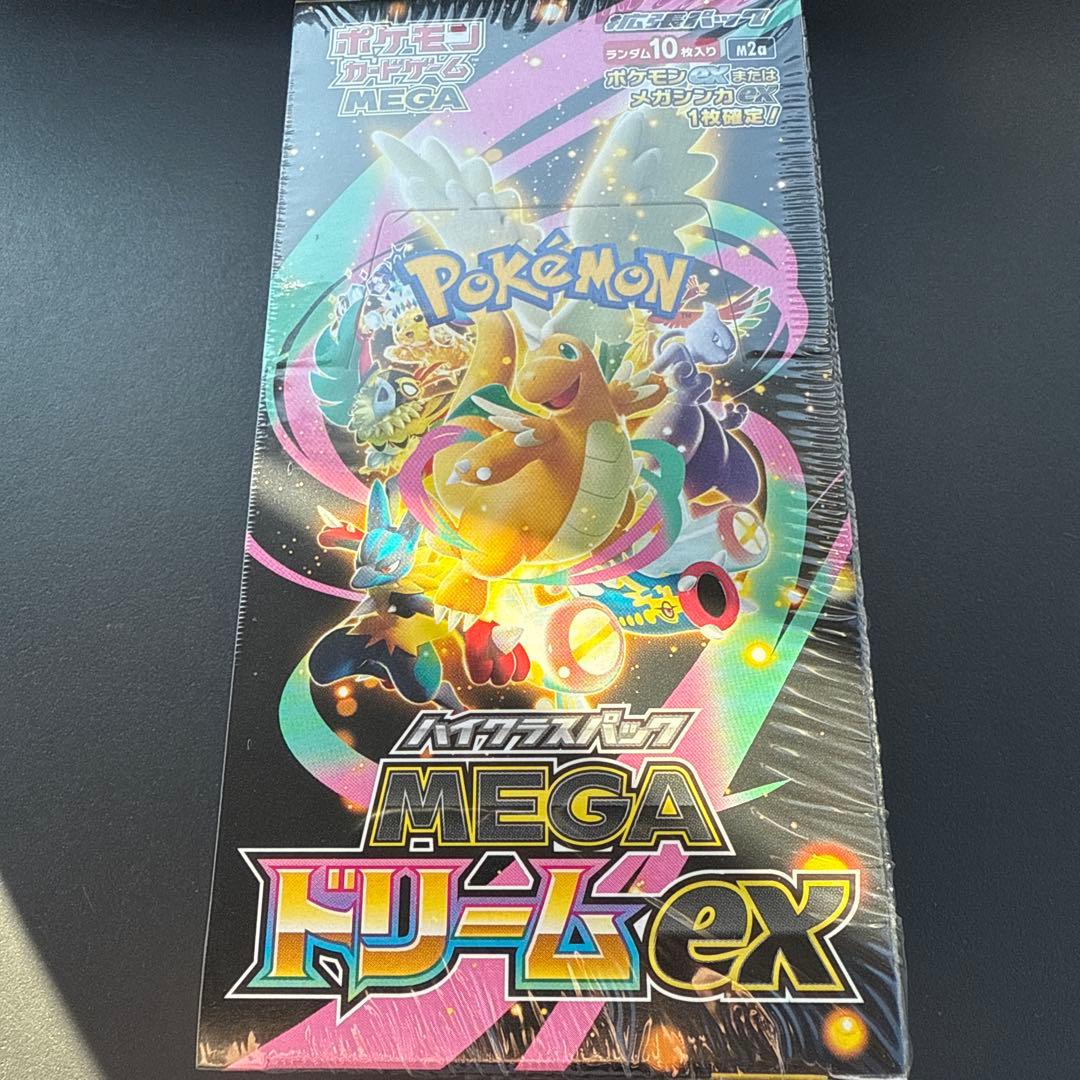 ポケモン
カードゲーム
MEGA
拡張パック
ランダム10枚入り M2a
ポケモンexまたは
メガシンカex
1枚確定!
POKéMON
TM
ハイクラスパック
MEGA
ドリームex